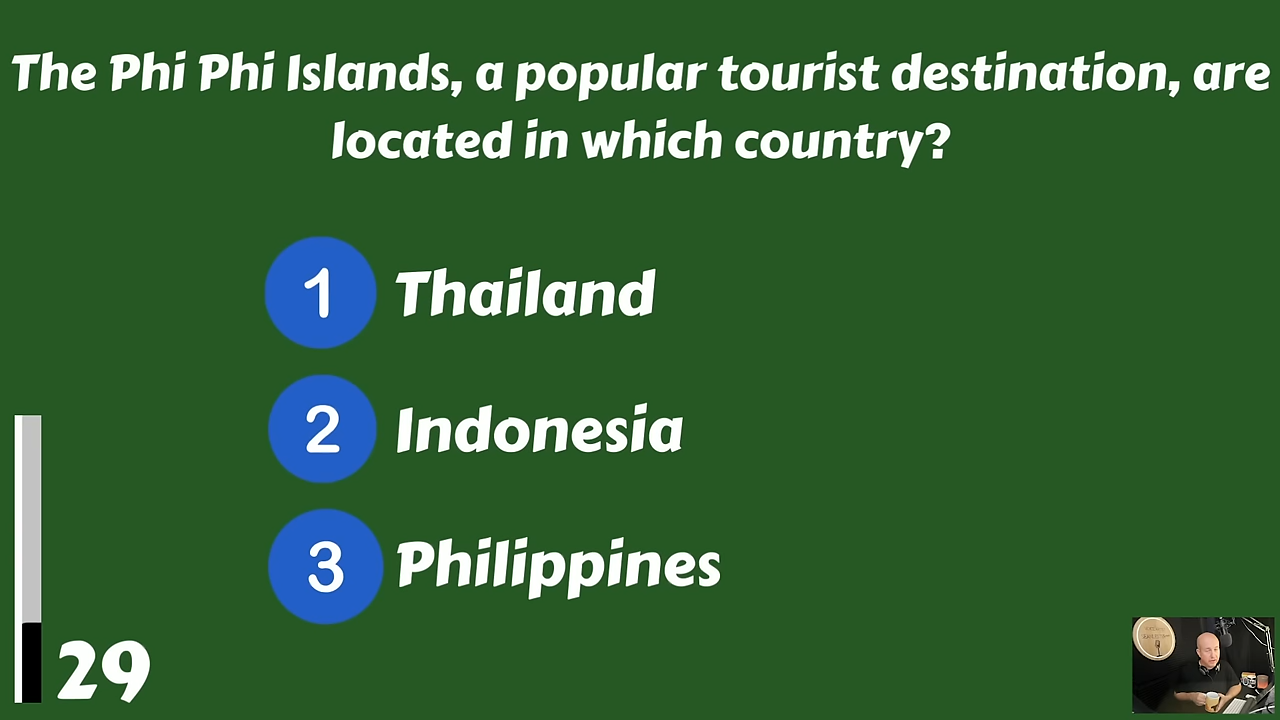 The Phi Phi Islands, a popular tourist destination, are
located in which country?
1 Thailand
2 Indonesia
3 Philippines
29